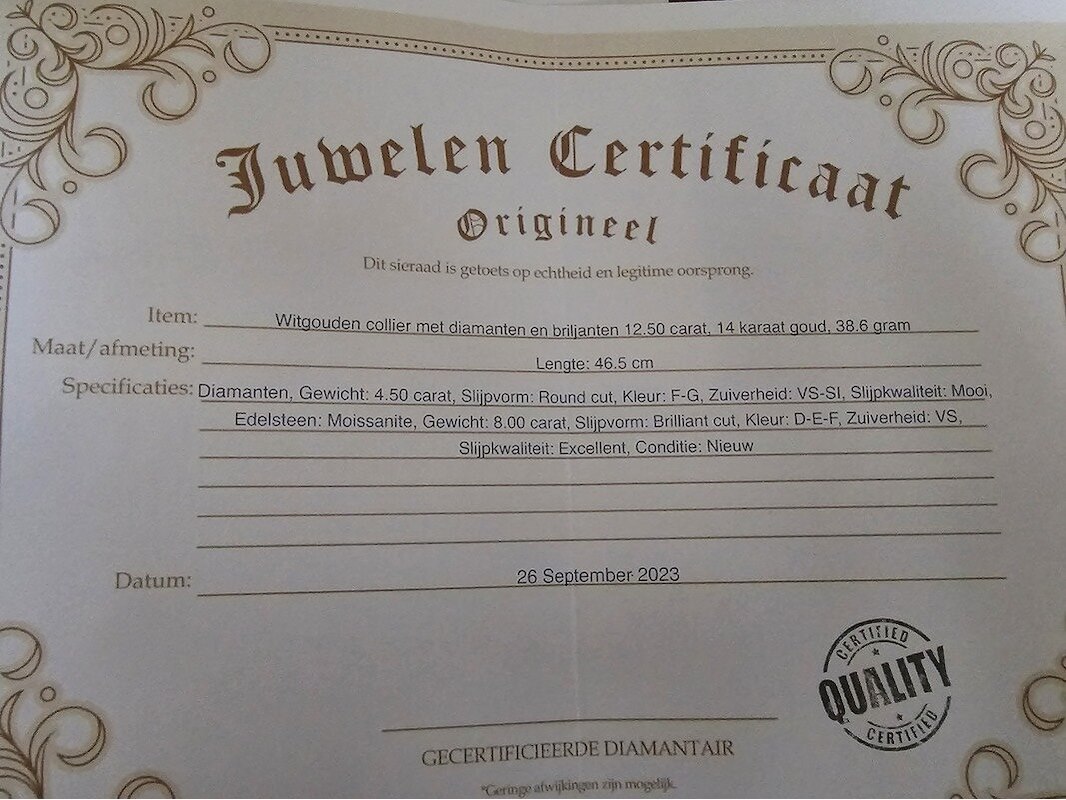 Juwelen Certificaat
Origineel
Dit sieraad is getoets op echtheid en legitime oorsprong.
Item: Witgouden collier met diamanten en briljanten 12.50 carat, 14 karaat goud, 38.6 gram
Maat/afmeting: Lengte: 46.5 cm
Specificaties: Diamanten, Gewicht: 4.50 carat, Slijpvorm: Round cut, Kleur: F-G, Zuiverheid: VS-SI, Slijpkwaliteit: Mooi,
Edelsteen: Moissanite, Gewicht: 8.00 carat, Slijpvorm: Brilliant cut, Kleur: D-E-F, Zuiverheid: VS,
Slijpkwaliteit: Excellent, Conditie: Nieuw
Datum: 26 September 2023
CERTIFIED
QUALITY
CERTIFIED
GECERTIFICIEERDE DIAMANTAIR
*Geringe afwijkingen zijn mogelijk.